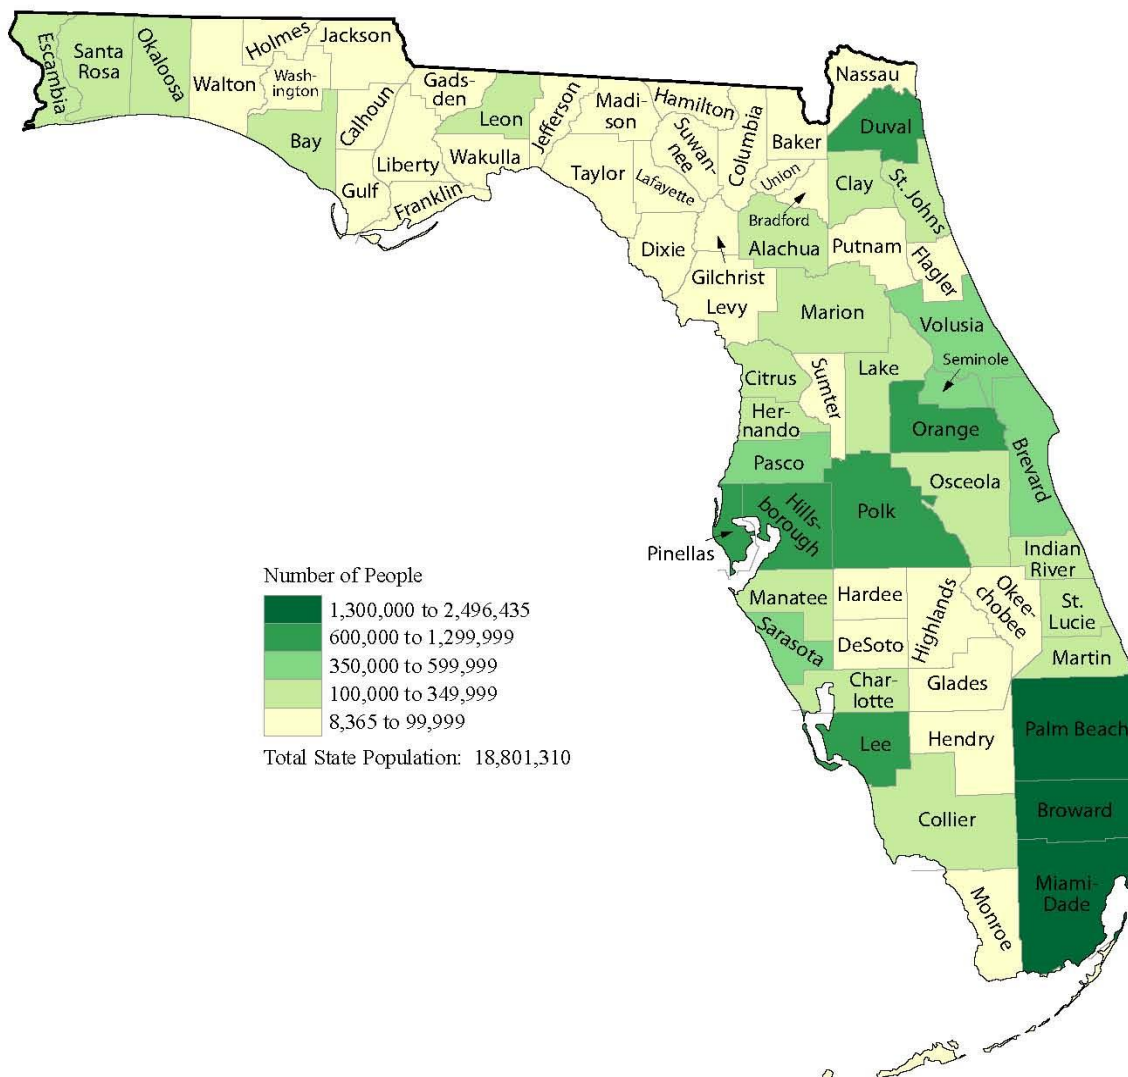 Escambia
Santa
Rosa
Okaloosa
Walton
Holmes
Wash-
ington
Jackson
Bay
Calhoun
Gulf
Liberty
Franklin
Gads-
den
Leon
Wakulla
Jefferson
Madi-
son
Taylor
Hamilton
Suwan-
nee
Lafayette
Dixie
Columbia
Baker
Union
Bradford
Nassau
Duval
Clay
St. Johns
Alachua
Gilchrist
Levy
Putnam
Flagler
Marion
Volusia
Seminole
Citrus
Sumter
Lake
Her-
nando
Orange
Brevard
Pasco
Osceola
Hills-
borough
Polk
Pinellas
Indian
River
Number of People
1,300,000 to 2,496,435
600,000 to 1,299,999
350,000 to 599,999
100,000 to 349,999
8,365 to 99,999
Total State Population: 18,801,310
Manatee
Hardee
Highlands
Okee-
chobee
St.
Lucie
Sarasota
DeSoto
Martin
Char-
lotte
Glades
Lee
Hendry
Palm Beach
Collier
Broward
Monroe
Miami-
Dade